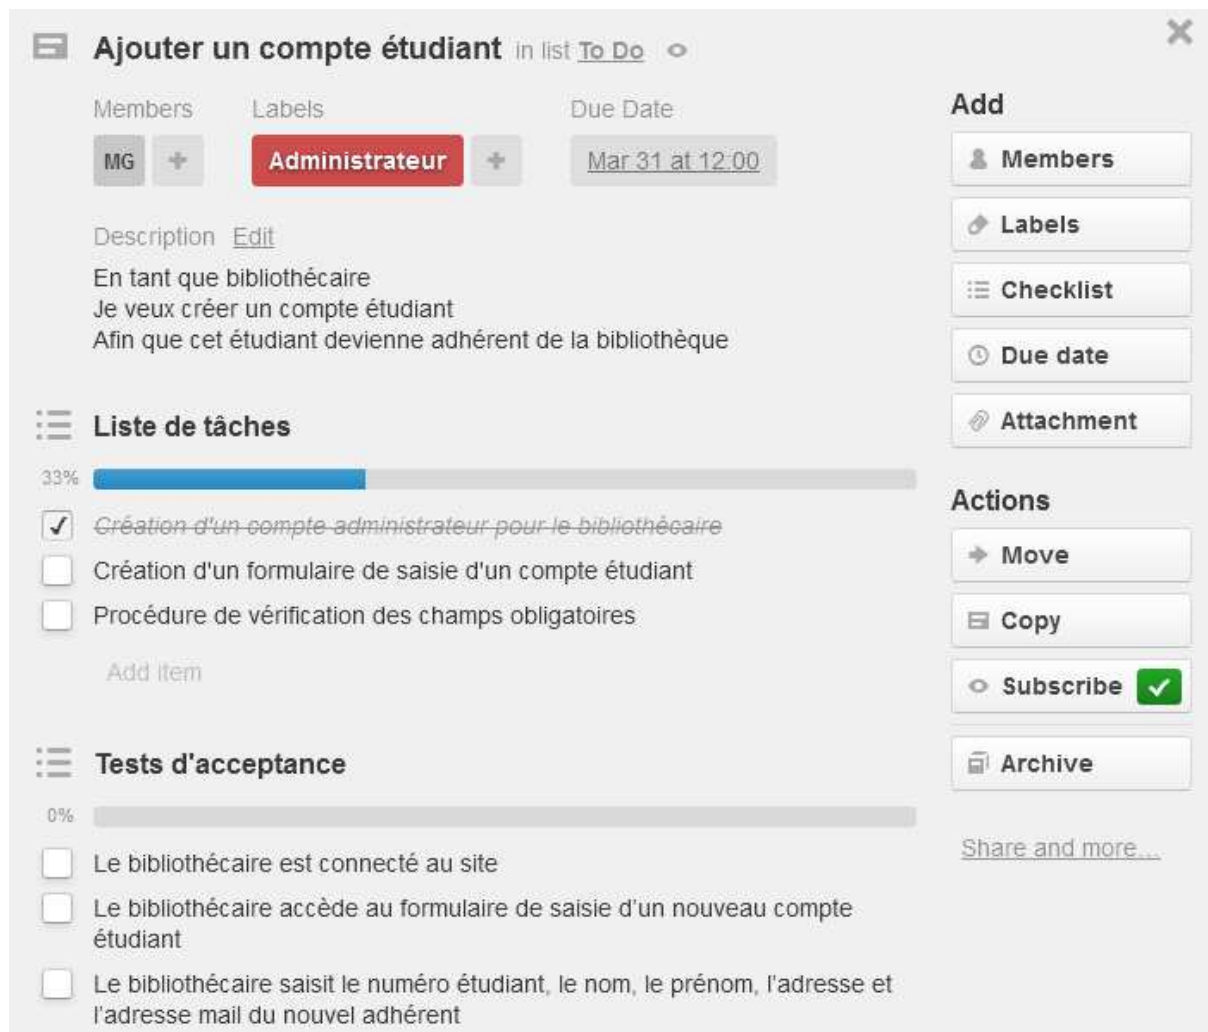 Ajouter un compte étudiant in list To Do
Members
Labels
Due Date
MG
Administrateur
Mar 31 at 12:00
Description Edit
En tant que bibliothécaire
Je veux créer un compte étudiant
Afin que cet étudiant devienne adhérent de la bibliothèque
Liste de tâches
33%
Création d'un compte administrateur pour le bibliothécaire
Création d'un formulaire de saisie d'un compte étudiant
Procédure de vérification des champs obligatoires
Add item
Tests d'acceptance
0%
Le bibliothécaire est connecté au site
Le bibliothécaire accède au formulaire de saisie d'un nouveau compte
étudiant
Le bibliothécaire saisit le numéro étudiant, le nom, le prénom, l'adresse et
l'adresse mail du nouvel adhérent
Add
Members
Labels
Checklist
Due date
Attachment
Actions
Move
Copy
Subscribe
Archive
Share and more...